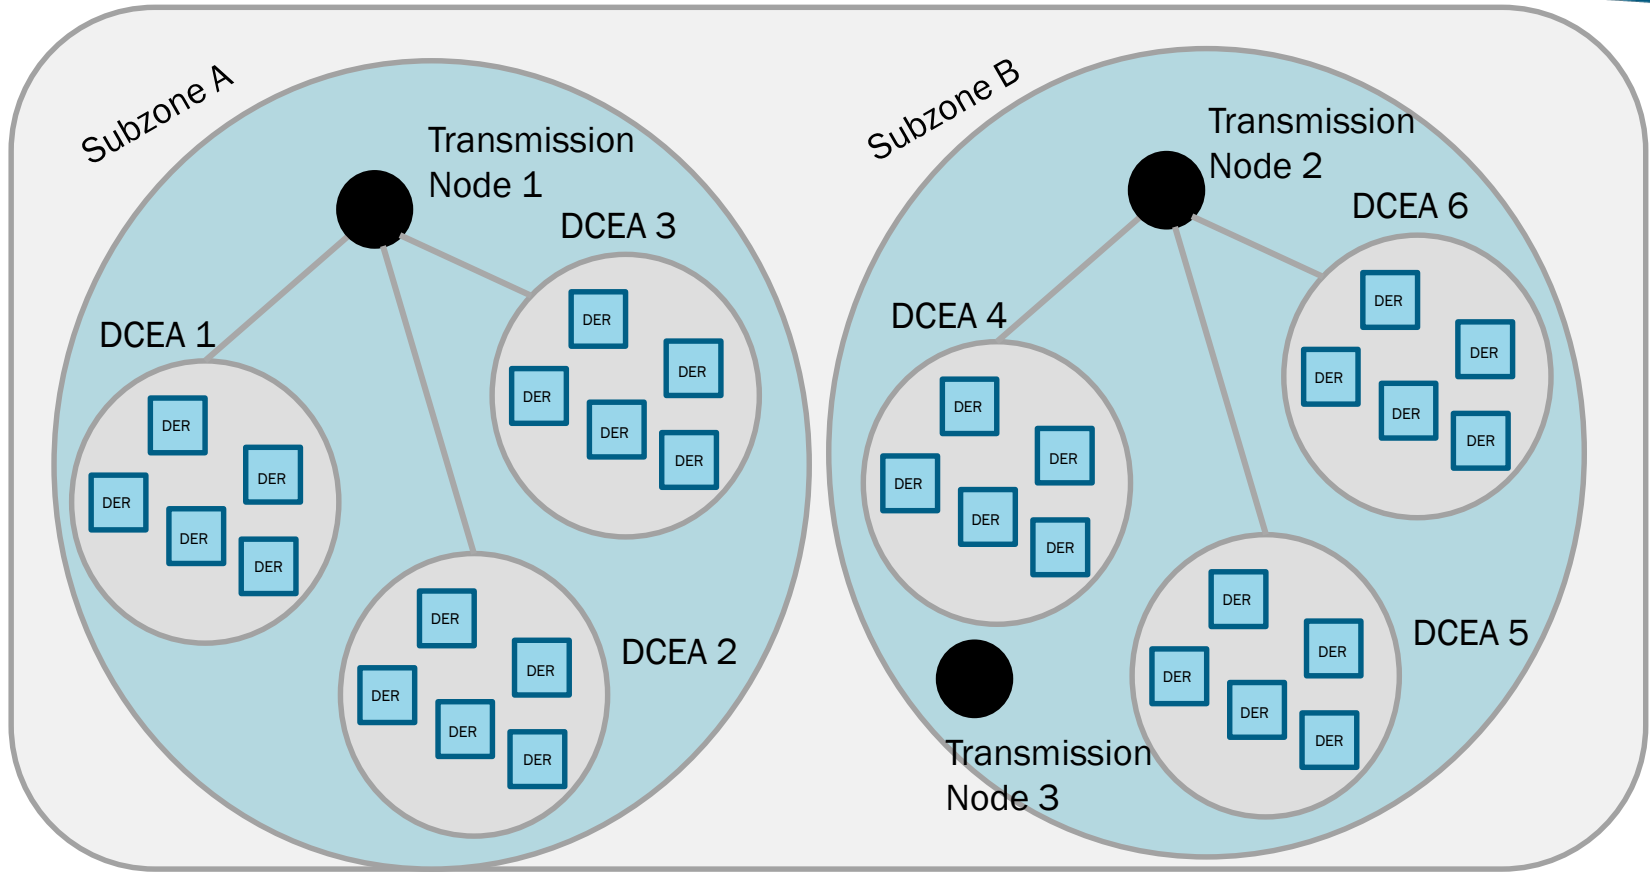 Subzone A
Transmission
Node 1
DCEA 3
DER
DER
DER
DER
DER
DCEA 1
DER
DER
DER
DER
DER
DCEA 2
DER
DER
DER
DER
DER
Subzone B
Transmission
Node 2
DCEA 6
DER
DER
DER
DER
DER
DCEA 4
DER
DER
DER
DER
DER
DCEA 5
DER
DER
DER
DER
DER
Transmission
Node 3